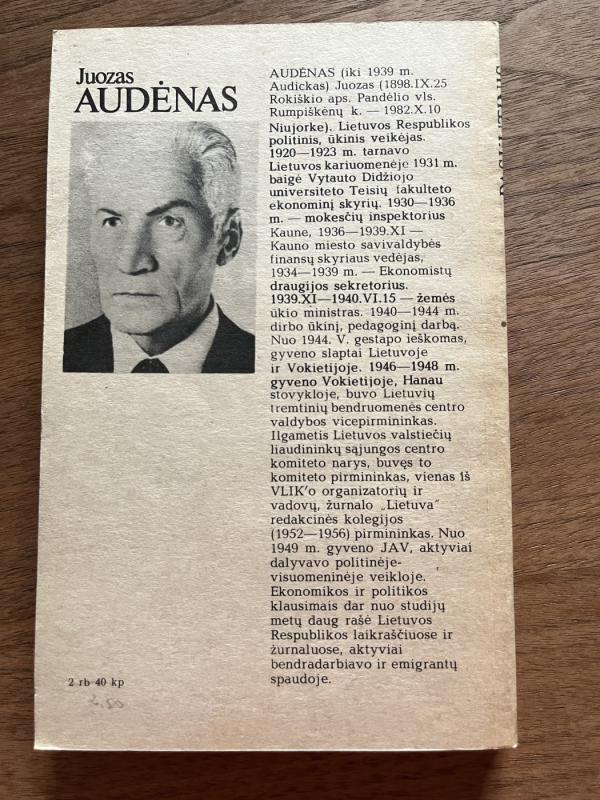 Juozas
AUDĖNAS
AUDĖNAS (iki 1939 m.
Audickas) Juozas (1898.IX.25
Rokiškio aps. Pandėlio vls.
Rumpiškėnų k. — 1982.X.10
Niujorke). Lietuvos Respublikos
politinis, ūkinis veikėjas.
1920—1923 m. tarnavo
Lietuvos kariuomenėje 1931 m.
baigė Vytauto Didžiojo
universiteto Teisių fakulteto
ekonominį skyrių. 1930—1936
m. — mokesčių inspektorius
Kaune, 1936—1939.XI —
Kauno miesto savivaldybės
finansų skyriaus vedėjas,
1934—1939 m. — Ekonomistų
draugijos sekretorius.
1939.XI—1940.VI.15 — žemės
ūkio ministras. 1940—1944 m.
dirbo ūkinį, pedagoginį darbą.
Nuo 1944. V. gestapo ieškomas,
gyveno slaptai Lietuvoje
ir Vokietijoje. 1946—1948 m.
gyveno Vokietijoje, Hanau
stovykloje, buvo Lietuvių
tremtinių bendruomenės centro
valdybos vicepirmininkas.
Ilgametis Lietuvos valstiečių
liaudininkų sąjungos centro
komiteto narys, buvęs to
komiteto pirmininkas, vienas iš
VLIK'o organizatorių ir
vadovų, žurnalo „Lietuva"
redakcinės kolegijos
(1952—1956) pirmininkas. Nuo
1949 m. gyveno JAV, aktyviai
dalyvavo politinėje-
visuomeninėje veikloje.
Ekonomikos ir politikos
klausimais dar nuo studijų
metų daug rašė Lietuvos
Respublikos laikraščiuose ir
žurnaluose, aktyviai
bendradarbiavo ir emigrantų
spaudoje.
2 rb 40 kp